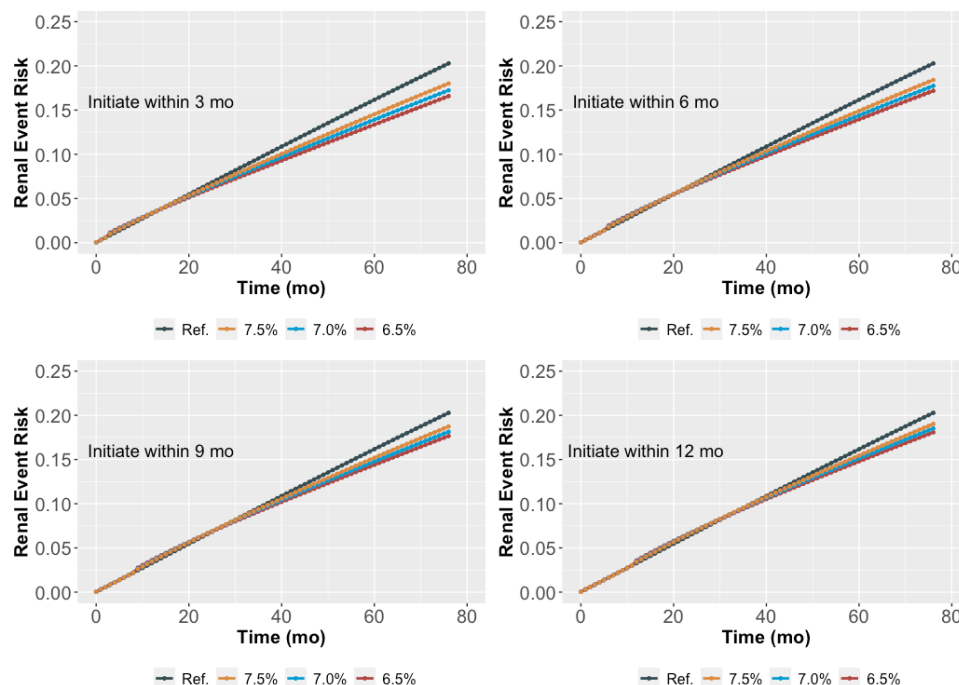 0.25
0.20
0.15
0.10
0.05
0.00
Renal Event Risk
Initiate within 3 mo
0 20 40 60 80
Time (mo)
Ref. 7.5% 7.0% 6.5%
0.25
0.20
0.15
0.10
0.05
0.00
Renal Event Risk
Initiate within 6 mo
0 20 40 60 80
Time (mo)
Ref. 7.5% 7.0% 6.5%
0.25
0.20
0.15
0.10
0.05
0.00
Renal Event Risk
Initiate within 9 mo
0 20 40 60 80
Time (mo)
Ref. 7.5% 7.0% 6.5%
0.25
0.20
0.15
0.10
0.05
0.00
Renal Event Risk
Initiate within 12 mo
0 20 40 60 80
Time (mo)
Ref. 7.5% 7.0% 6.5%